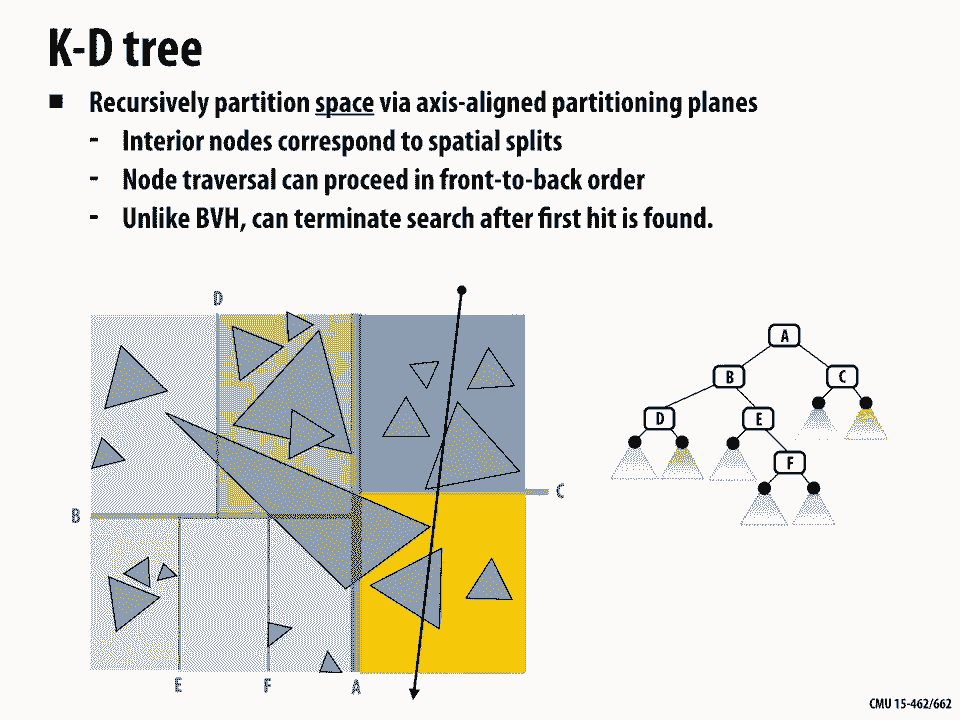 K-D tree
■ Recursively partition space via axis-aligned partitioning planes
- Interior nodes correspond to spatial splits
- Node traversal can proceed in front-to-back order
- Unlike BVH, can terminate search after first hit is found.
D
A
B C
D E
C
B
F
E F A
CMU 15-462/662